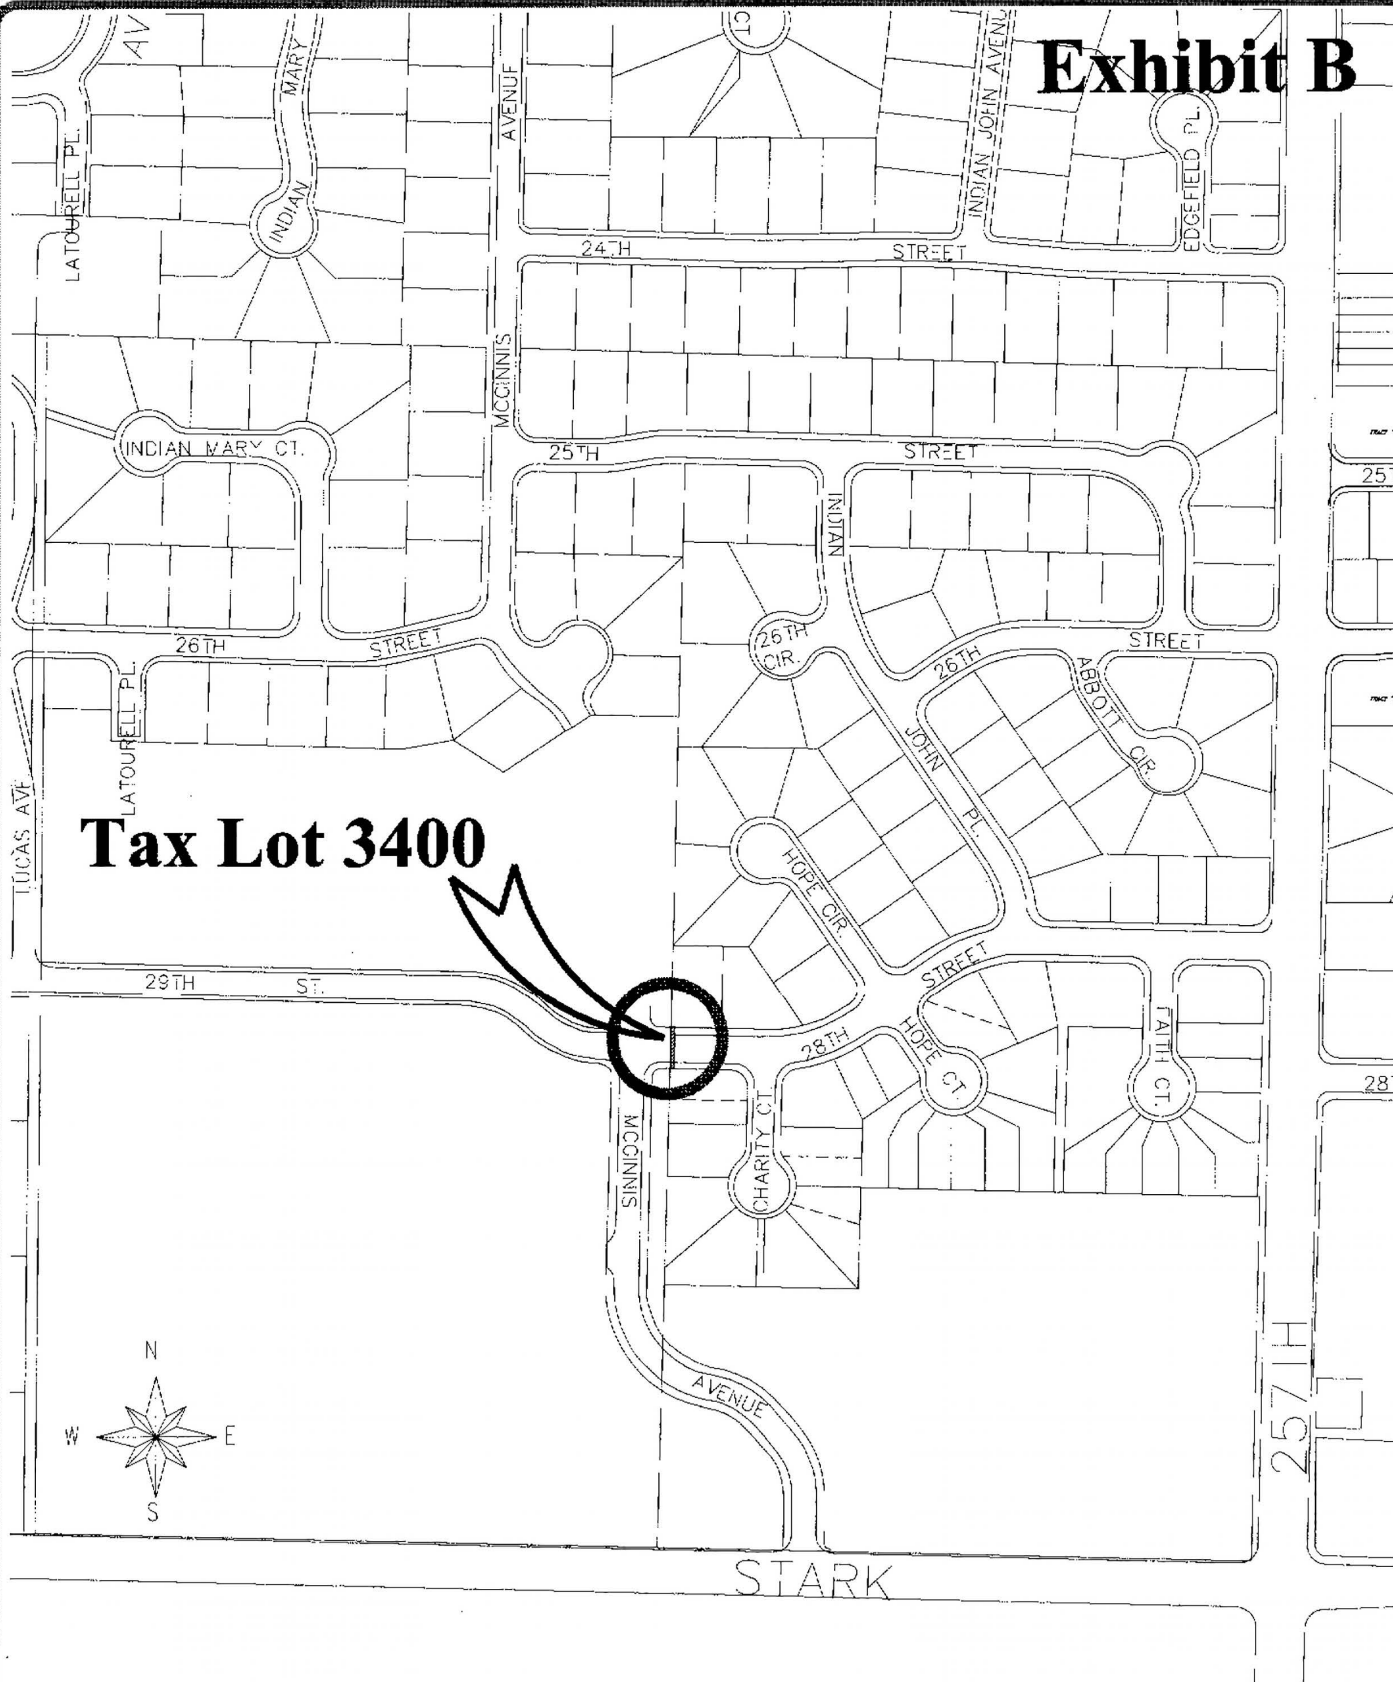 Exhibit B
CT
AV
MARY
INDIAN
LATOURELL PL.
AVENUE
INDIAN JOHN AVENU
EDGEFIELD PL.
24TH
STREET
MCGINNIS
INDIAN MARY CT.
25TH
STREET
25T
INDIAN
26TH
STREET
26TH
CIR.
26TH
STREET
LATOURELL PL.
ABBOTT CIR.
JOHN PL.
LUCAS AVE
Tax Lot 3400
HOPE CIR.
29TH
ST.
STREET
28TH
HOPE CT.
FAITH CT.
28T
MCGINNIS
CHARITY CT.
AVENUE
257TH
N
W
E
S
STARK